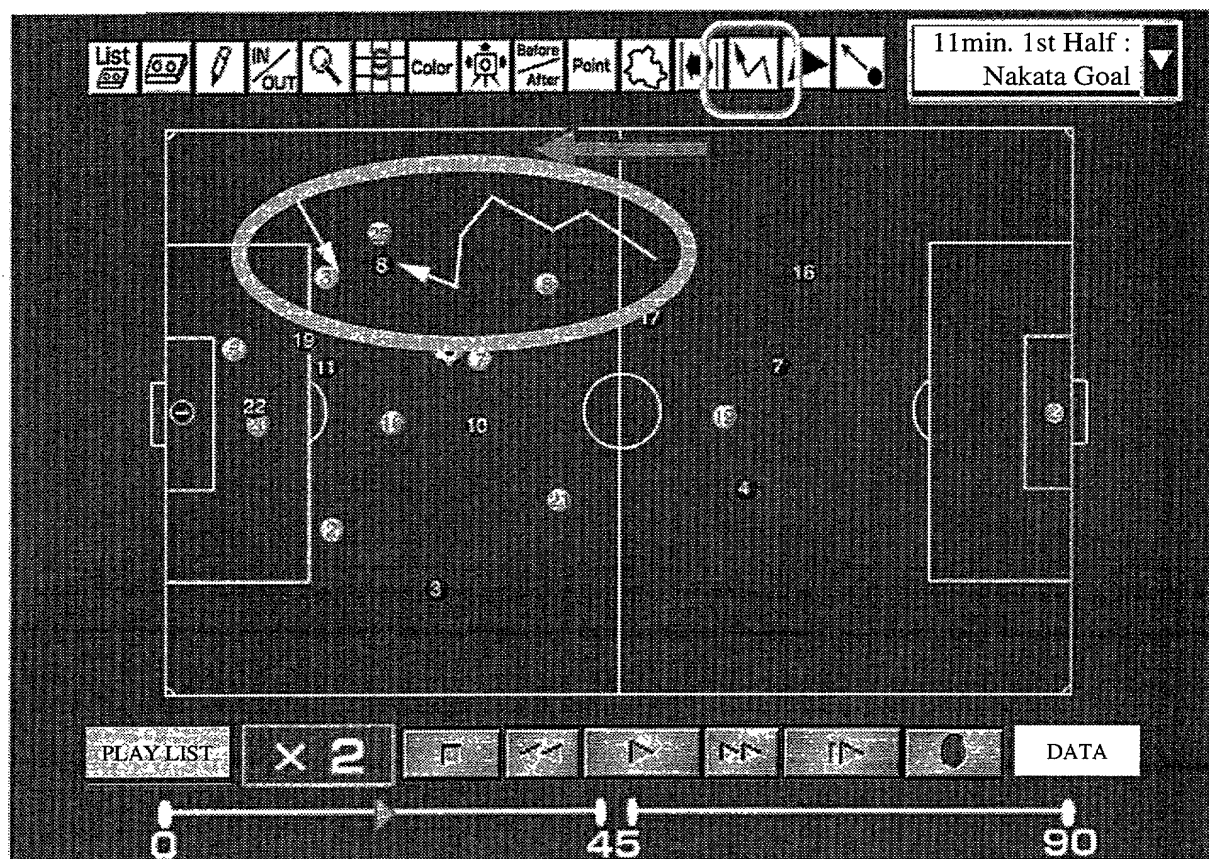 List
IN
OUT
Color
Before
After
Point
11min. 1st Half :
Nakata Goal
8
16
17
19
11
7
22
10
4
3
PLAY LIST
× 2
DATA
0
45
90